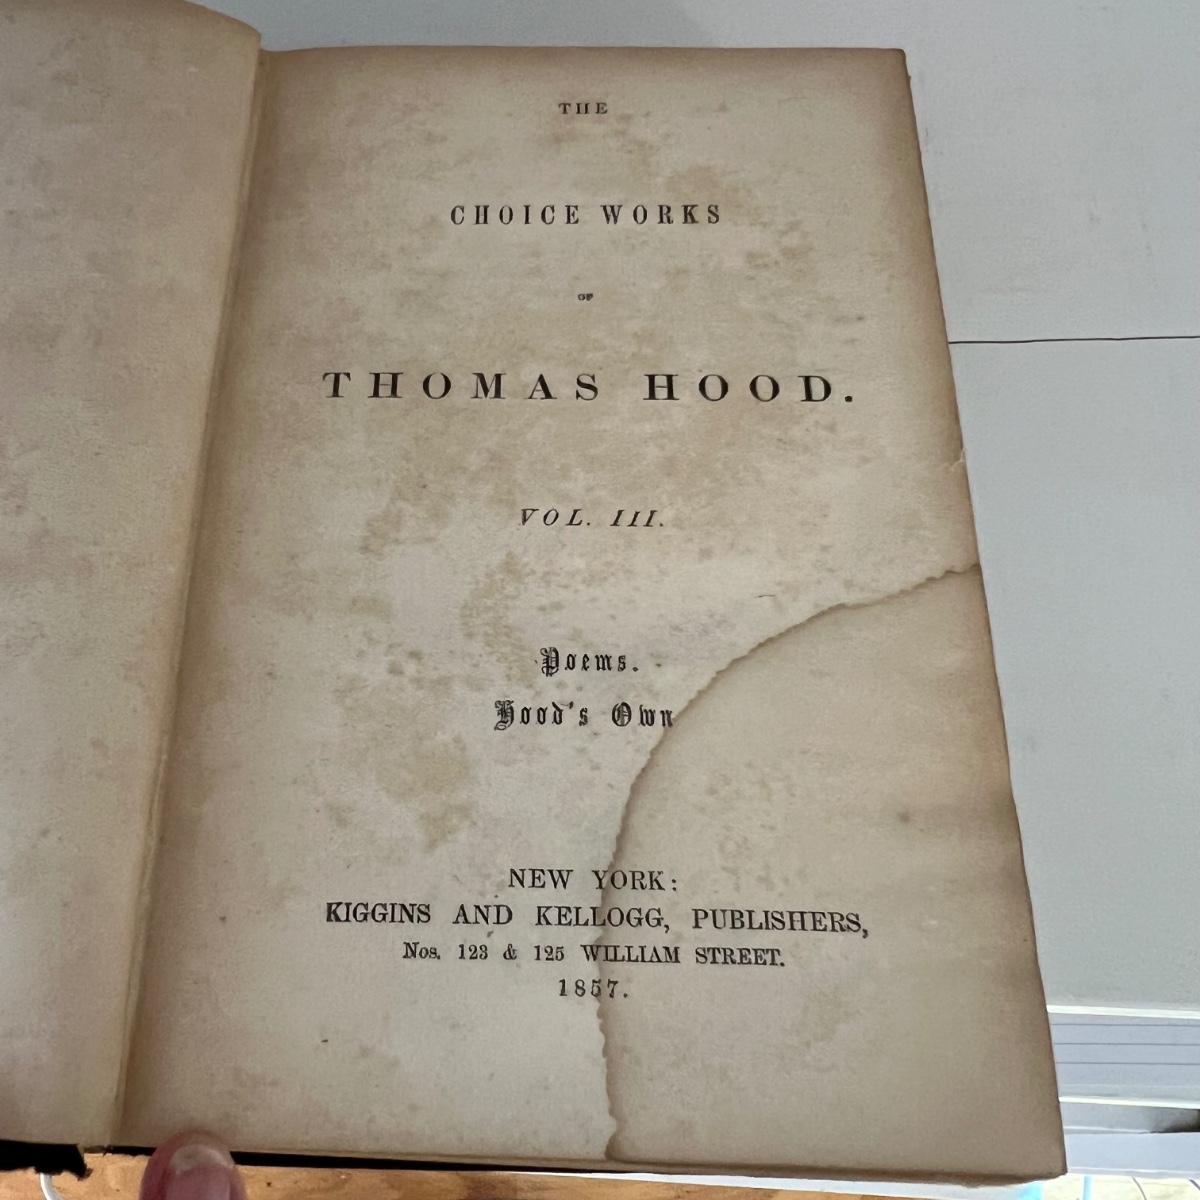 THE
CHOICE WORKS
OF
THOMAS HOOD.
VOL. III.
Poems.
Hood's Own
NEW YORK:
KIGGINS AND KELLOGG, PUBLISHERS,
Nos. 123 & 125 WILLIAM STREET.
1857.